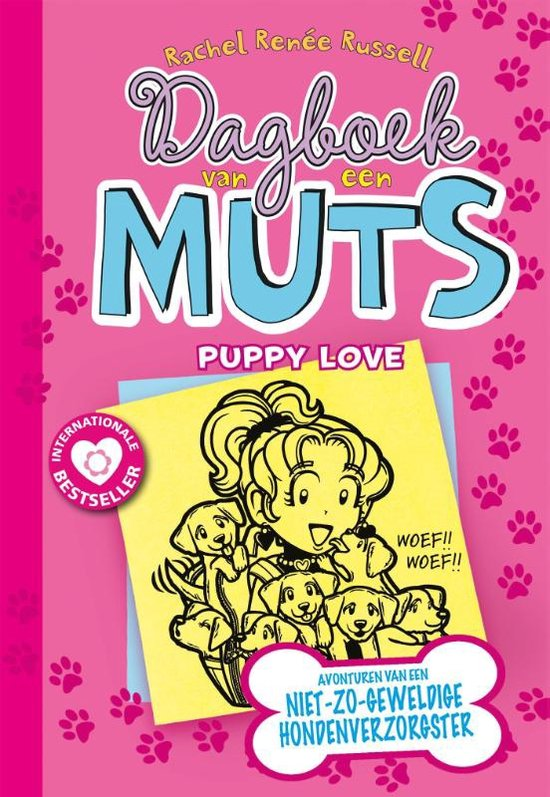 Rachel Renée Russell
Dagboek
van een
MUTS
PUPPY LOVE
INTERNATIONALE
BESTSELLER
WOEF!!
WOEF!!
AVONTUREN VAN EEN
NIET-ZO-GEWELDIGE
HONDENVERZORGSTER